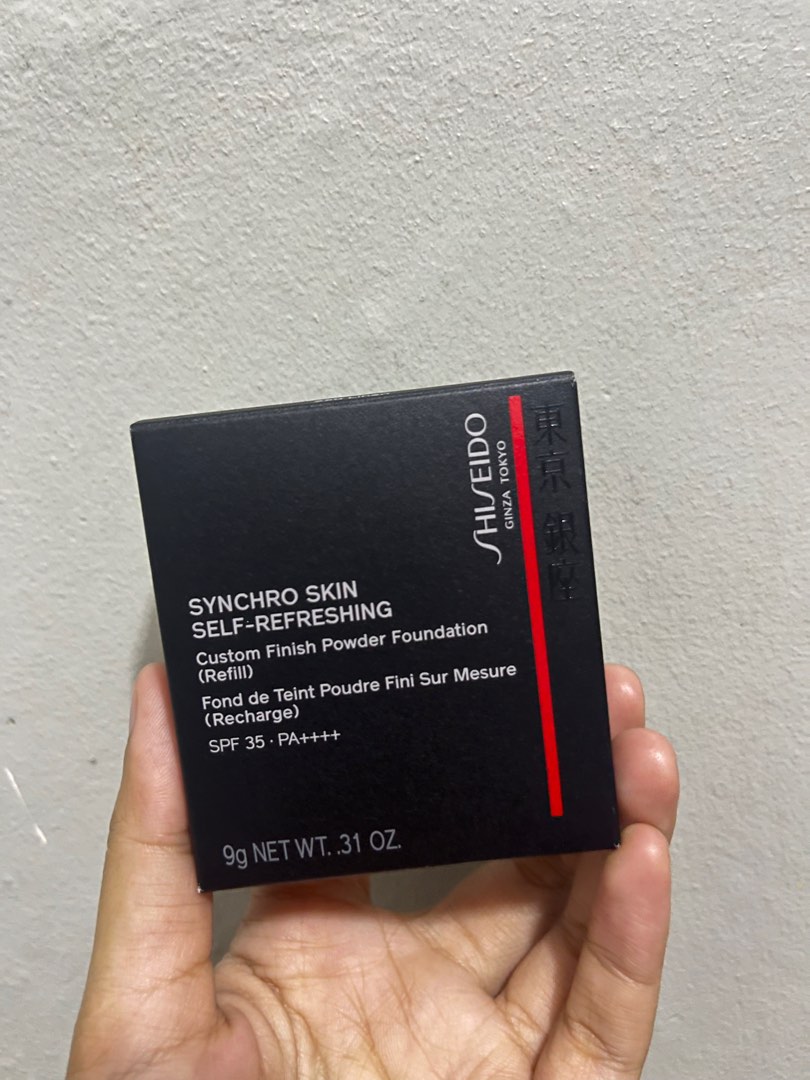 SHISEIDO
GINZA TOKYO
東京 銀座
SYNCHRO SKIN
SELF-REFRESHING
Custom Finish Powder Foundation
(Refill)
Fond de Teint Poudre Fini Sur Mesure
(Recharge)
SPF 35 · PA++++
9g NET WT. .31 OZ.